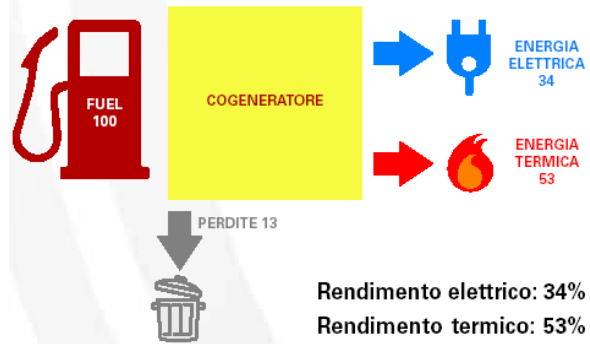 FUEL
100
COGENERATORE
ENERGIA
ELETTRICA
34
ENERGIA
TERMICA
53
PERDITE 13
Rendimento elettrico: 34%
Rendimento termico: 53%